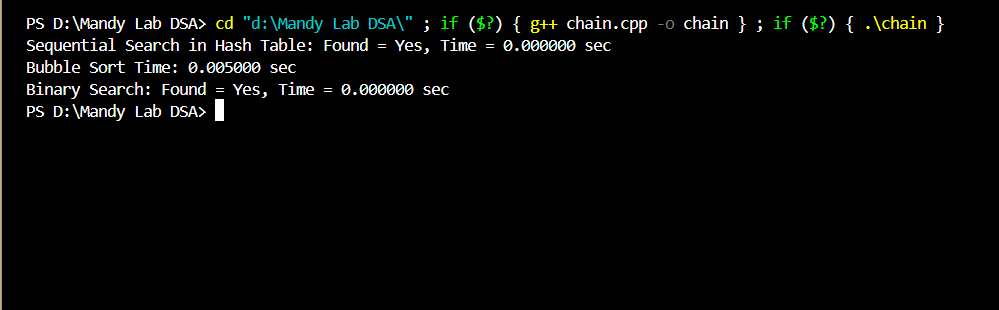 PS D:\Mandy Lab DSA> cd "d:\Mandy Lab DSA\" ; if ($?) { g++ chain.cpp -o chain } ; if ($?) { .\chain }
Sequential Search in Hash Table: Found = Yes, Time = 0.000000 sec
Bubble Sort Time: 0.005000 sec
Binary Search: Found = Yes, Time = 0.000000 sec
PS D:\Mandy Lab DSA>